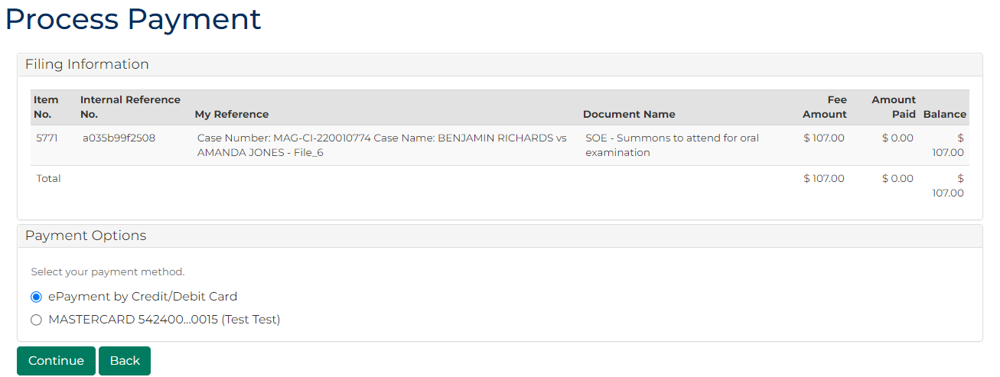 Process Payment
Filing Information
Item No. Internal Reference No. My Reference Document Name Fee Amount Amount Paid Balance
5771 a035b99f2508 Case Number: MAG-CI-220010774 Case Name: BENJAMIN RICHARDS vs SOE - Summons to attend for oral $ 107.00 $ 0.00 $
AMANDA JONES - File_6 examination 107.00
Total $ 107.00 $ 0.00 $
107.00
Payment Options
Select your payment method.
ePayment by Credit/Debit Card
MASTERCARD 542400...0015 (Test Test)
Continue Back